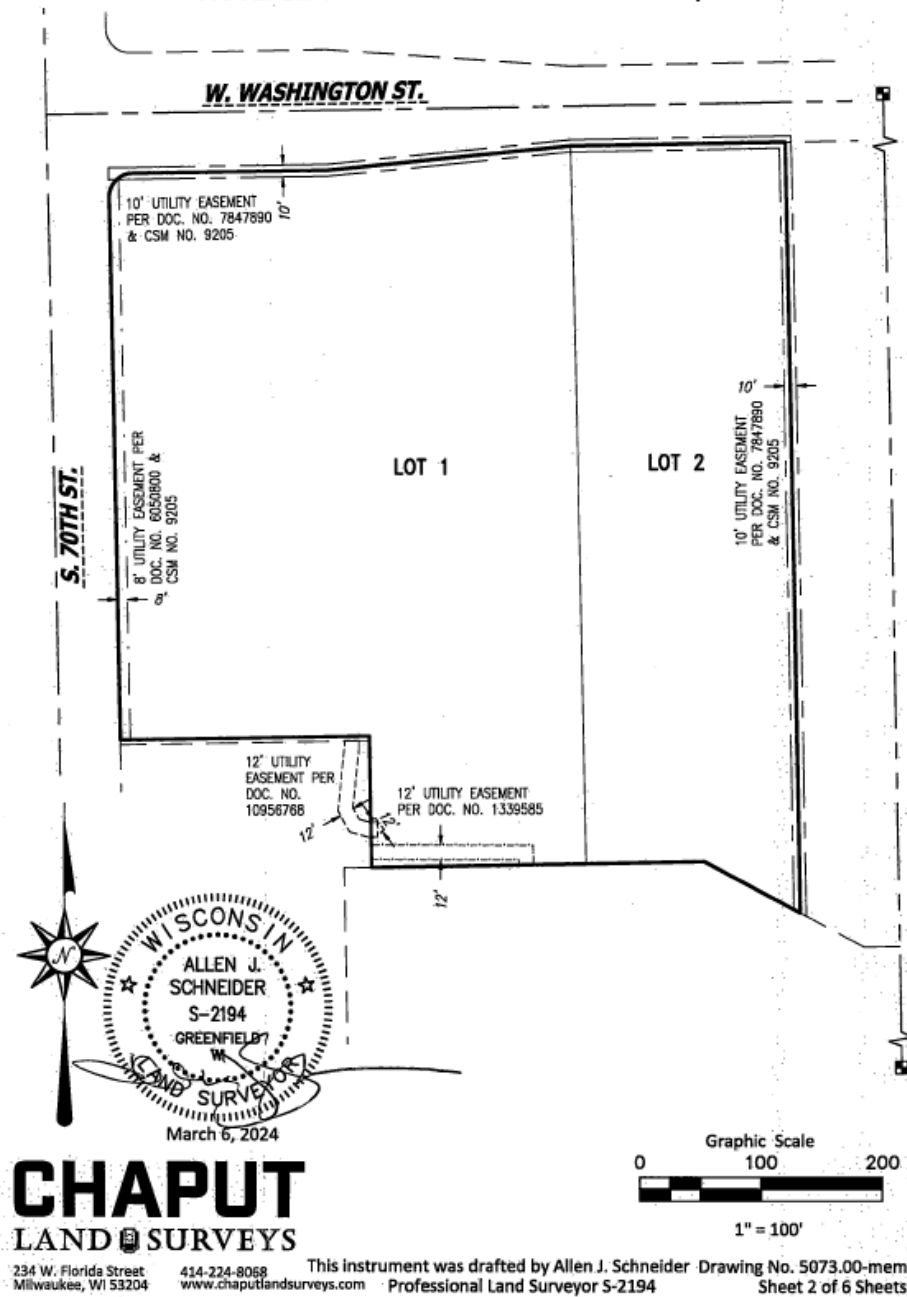 W. WASHINGTON ST.
10' UTILITY EASEMENT
PER DOC. NO. 7847890
& CSM NO. 9205
10'
S. 70TH ST.
8' UTILITY EASEMENT PER
DOC. NO. 6050800 &
CSM NO. 9205
8'
LOT 1
LOT 2
10'
10' UTILITY EASEMENT
PER DOC. NO. 7847890
& CSM NO. 9205
12' UTILITY
EASEMENT PER
DOC. NO.
10956768
12'
12'
12' UTILITY EASEMENT
PER DOC. NO. 1339585
12'
N
WISCONSIN
ALLEN J.
SCHNEIDER
S-2194
GREENFIELD
WI
LAND SURVEYOR
March 6, 2024
CHAPUT
LAND SURVEYS
234 W. Florida Street
Milwaukee, WI 53204
414-224-8068
www.chaputlandsurveys.com
Graphic Scale
0 100 200
1" = 100'
This instrument was drafted by Allen J. Schneider
Professional Land Surveyor S-2194
Drawing No. 5073.00-mem
Sheet 2 of 6 Sheets